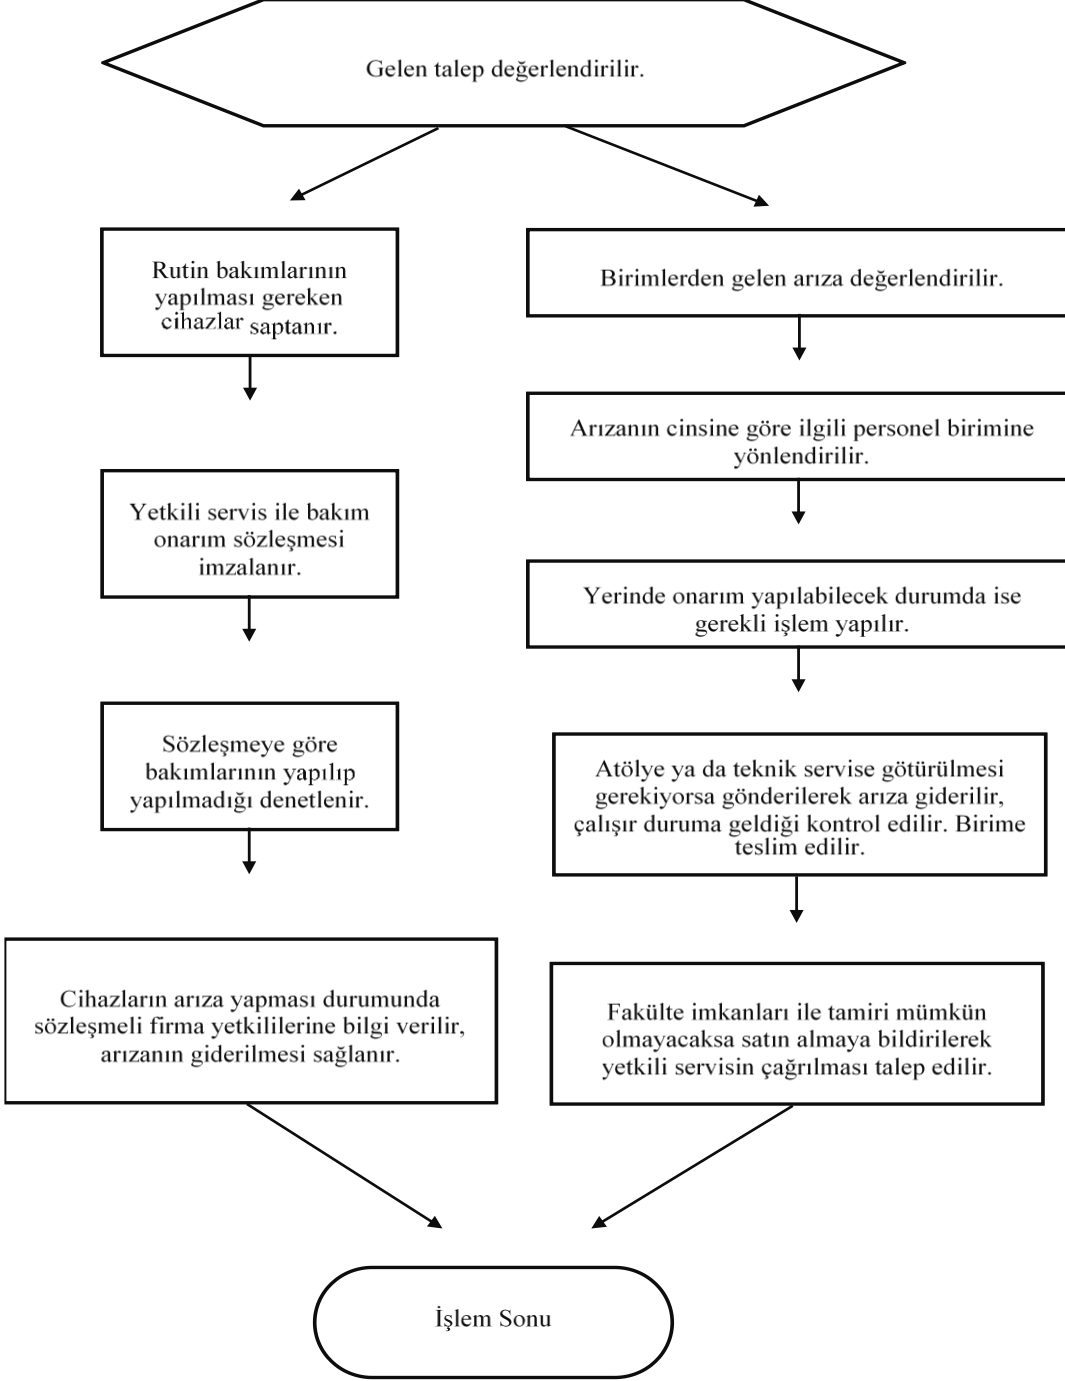 Gelen talep değerlendirilir.
Rutin bakımlarının
yapılması gereken
cihazlar saptanır.
Birimlerden gelen arıza değerlendirilir.
Arızanın cinsine göre ilgili personel birimine
yönlendirilir.
Yetkili servis ile bakım
onarım sözleşmesi
imzalanır.
Yerinde onarım yapılabilecek durumda ise
gerekli işlem yapılır.
Sözleşmeye göre
bakımlarının yapılıp
yapılmadığı denetlenir.
Atölye ya da teknik servise götürülmesi
gerekiyorsa gönderilerek arıza giderilir,
çalışır duruma geldiği kontrol edilir. Birime
teslim edilir.
Cihazların arıza yapması durumunda
sözleşmeli firma yetkililerine bilgi verilir,
arızanın giderilmesi sağlanır.
Fakülte imkanları ile tamiri mümkün
olmayacaksa satın almaya bildirilerek
yetkili servisin çağrılması talep edilir.
İşlem Sonu